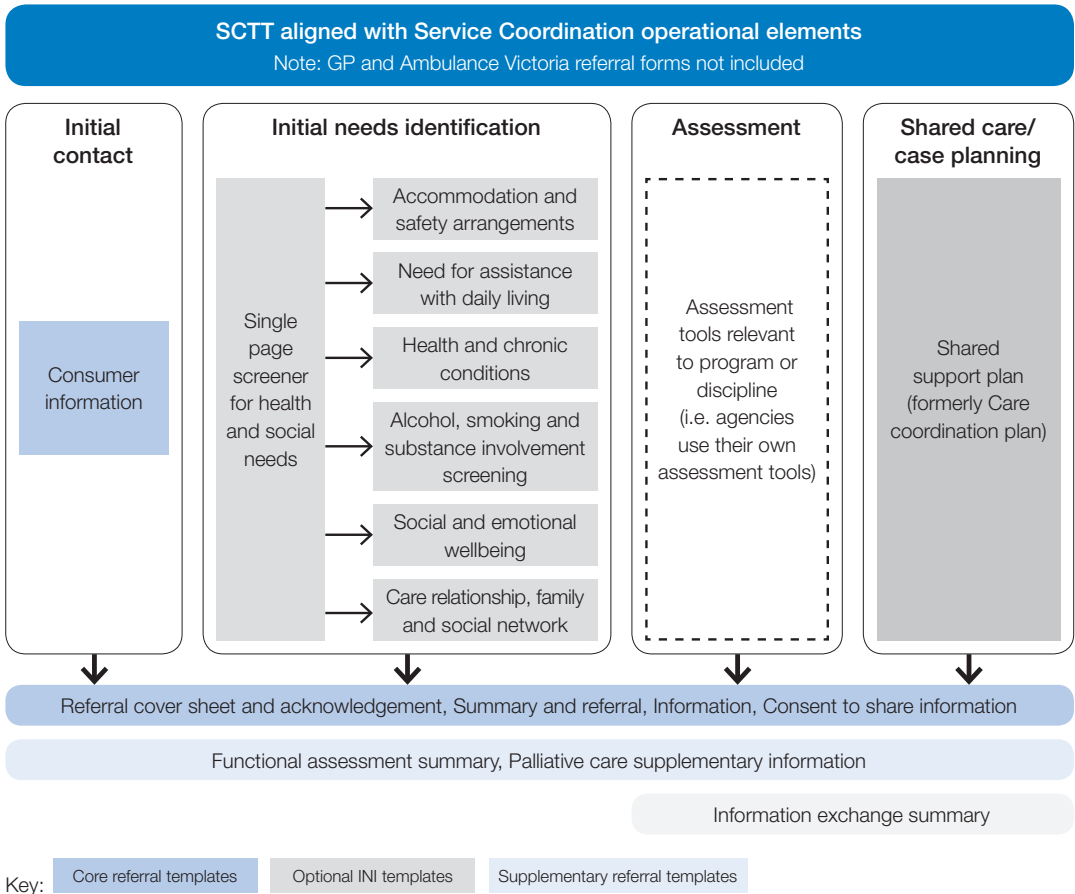 SCTT aligned with Service Coordination operational elements
Note: GP and Ambulance Victoria referral forms not included
Initial
contact
Consumer
information
Initial needs identification
Single
page
screener
for health
and social
needs
Accommodation and
safety arrangements
Need for assistance
with daily living
Health and chronic
conditions
Alcohol, smoking and
substance involvement
screening
Social and emotional
wellbeing
Care relationship, family
and social network
Assessment
Assessment
tools relevant
to program or
discipline
(i.e. agencies
use their own
assessment tools)
Shared care/
case planning
Shared
support plan
(formerly Care
coordination plan)
Referral cover sheet and acknowledgement, Summary and referral, Information, Consent to share information
Functional assessment summary, Palliative care supplementary information
Information exchange summary
Key:
Core referral templates
Optional INI templates
Supplementary referral templates